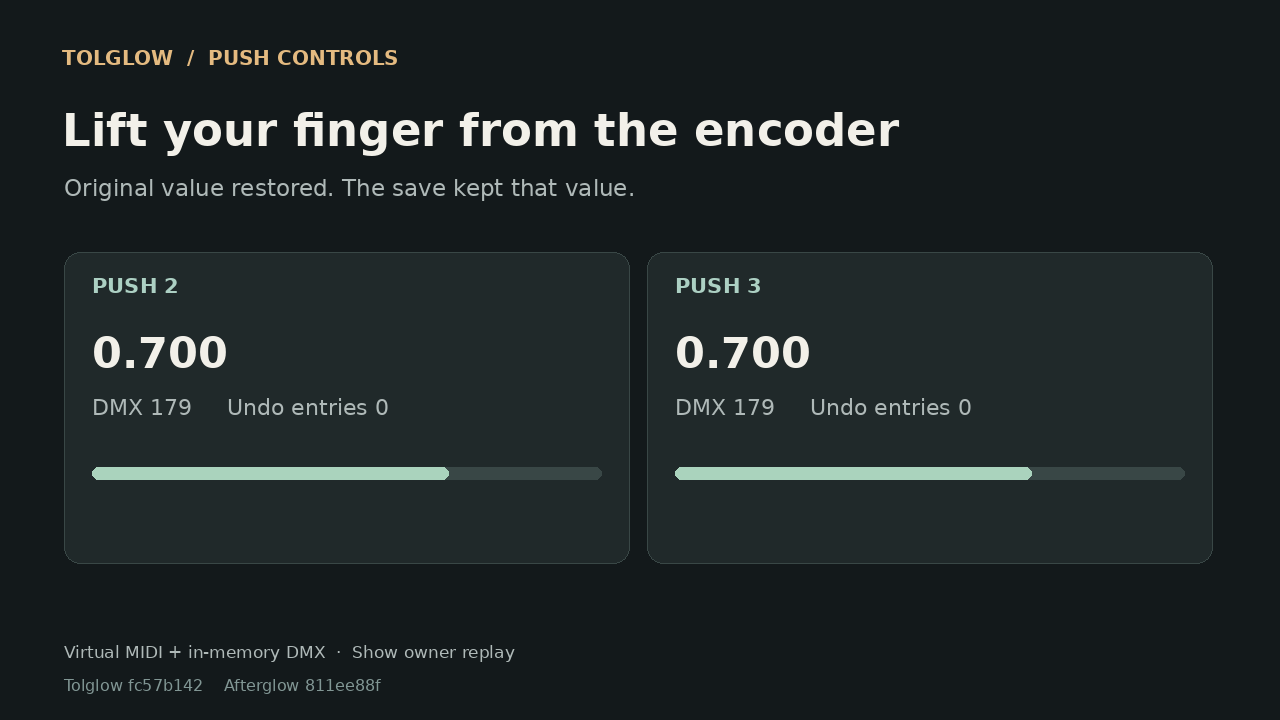 TOLGLOW / PUSH CONTROLS
Lift your finger from the encoder
Original value restored. The save kept that value.
PUSH 2
0.700
DMX 179 Undo entries 0
PUSH 3
0.700
DMX 179 Undo entries 0
Virtual MIDI + in-memory DMX · Show owner replay
Tolglow fc57b142 Afterglow 811ee88f